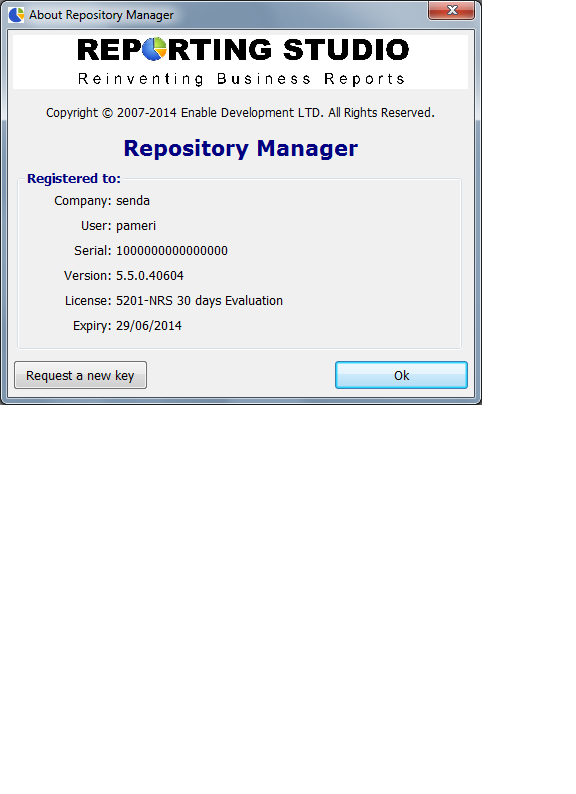 About Repository Manager
REPORTING STUDIO
Reinventing Business Reports
Copyright © 2007-2014 Enable Development LTD. All Rights Reserved.
Repository Manager
Registered to:
Company: senda
User: pameri
Serial: 1000000000000000
Version: 5.5.0.40604
License: 5201-NRS 30 days Evaluation
Expiry: 29/06/2014
Request a new key Ok